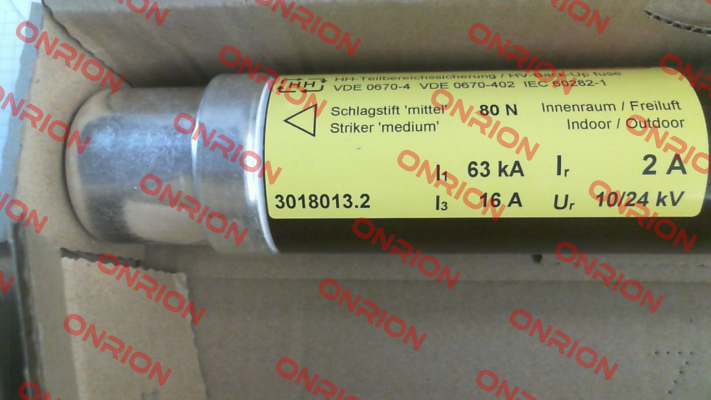 HH HH-Teilbereichssicherung / HV-Back-Up fuse
VDE 0670-4 VDE 0670-402 IEC 60282-1
Schlagstift 'mittel' 80 N Innenraum / Freiluft
Striker 'medium' Indoor / Outdoor
I1 63 kA Ir 2 A
3018013.2 I3 16 A Ur 10/24 kV
ONRION